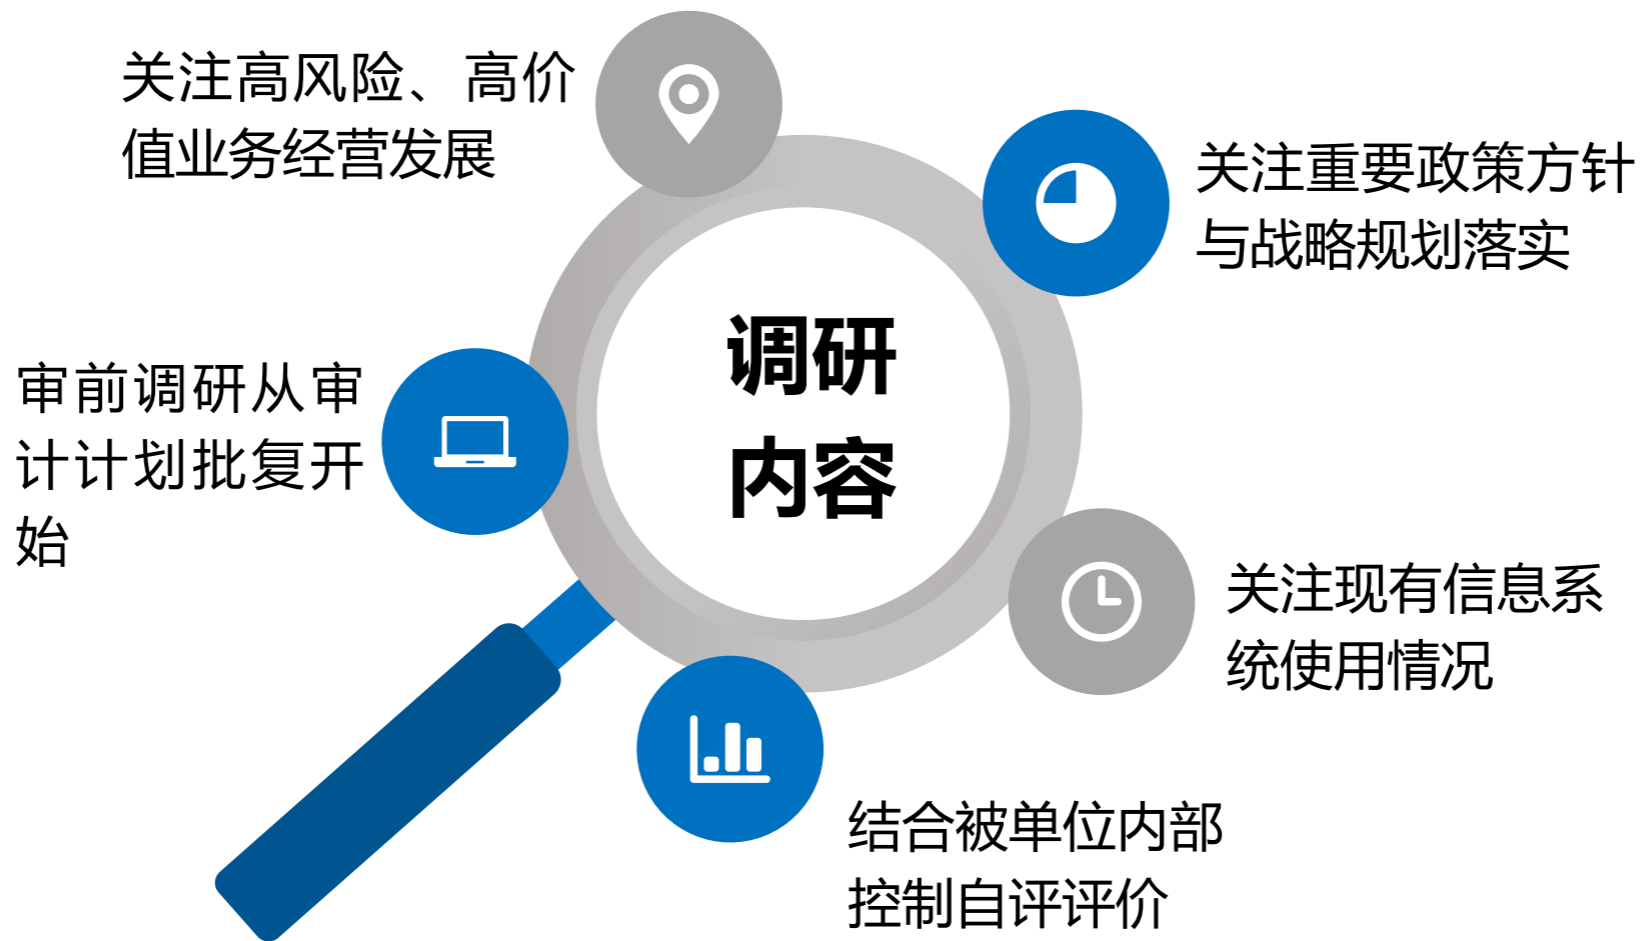 关注高风险、高价
值业务经营发展
关注重要政策方针
与战略规划落实
调研
内容
审前调研从审
计计划批复开
始
关注现有信息系
统使用情况
结合被单位内部
控制自评评价